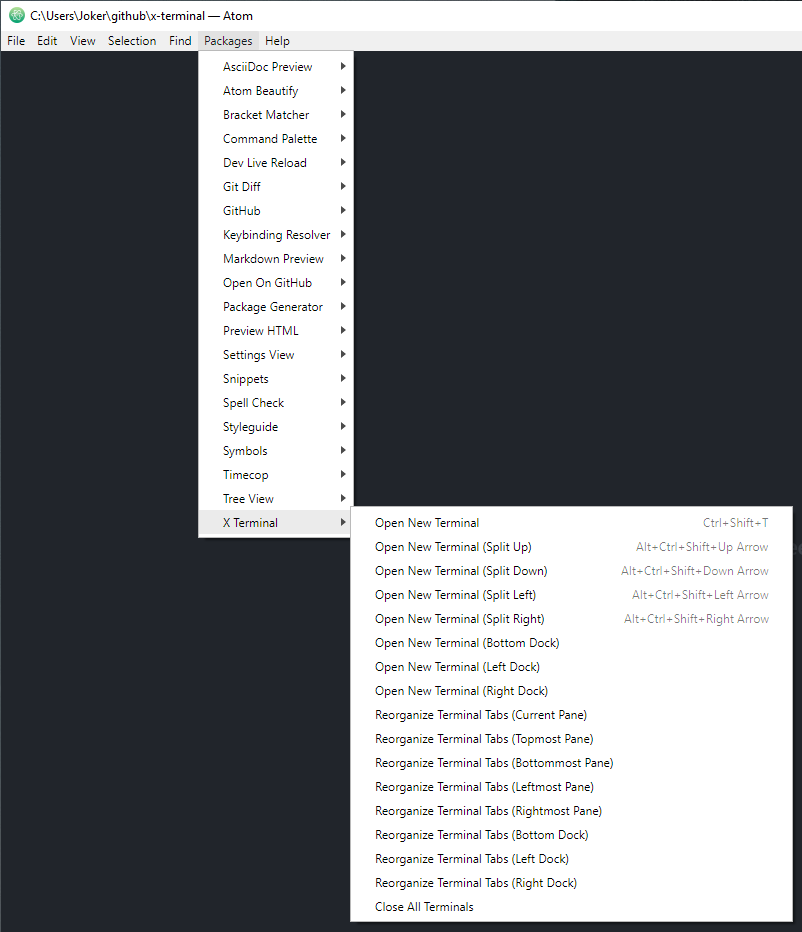 C:\Users\Joker\github\x-terminal — Atom
File Edit View Selection Find Packages Help
AsciiDoc Preview
Atom Beautify
Bracket Matcher
Command Palette
Dev Live Reload
Git Diff
GitHub
Keybinding Resolver
Markdown Preview
Open On GitHub
Package Generator
Preview HTML
Settings View
Snippets
Spell Check
Styleguide
Symbols
Timecop
Tree View
X Terminal
Open New Terminal Ctrl+Shift+T
Open New Terminal (Split Up) Alt+Ctrl+Shift+Up Arrow
Open New Terminal (Split Down) Alt+Ctrl+Shift+Down Arrow
Open New Terminal (Split Left) Alt+Ctrl+Shift+Left Arrow
Open New Terminal (Split Right) Alt+Ctrl+Shift+Right Arrow
Open New Terminal (Bottom Dock)
Open New Terminal (Left Dock)
Open New Terminal (Right Dock)
Reorganize Terminal Tabs (Current Pane)
Reorganize Terminal Tabs (Topmost Pane)
Reorganize Terminal Tabs (Bottommost Pane)
Reorganize Terminal Tabs (Leftmost Pane)
Reorganize Terminal Tabs (Rightmost Pane)
Reorganize Terminal Tabs (Bottom Dock)
Reorganize Terminal Tabs (Left Dock)
Reorganize Terminal Tabs (Right Dock)
Close All Terminals